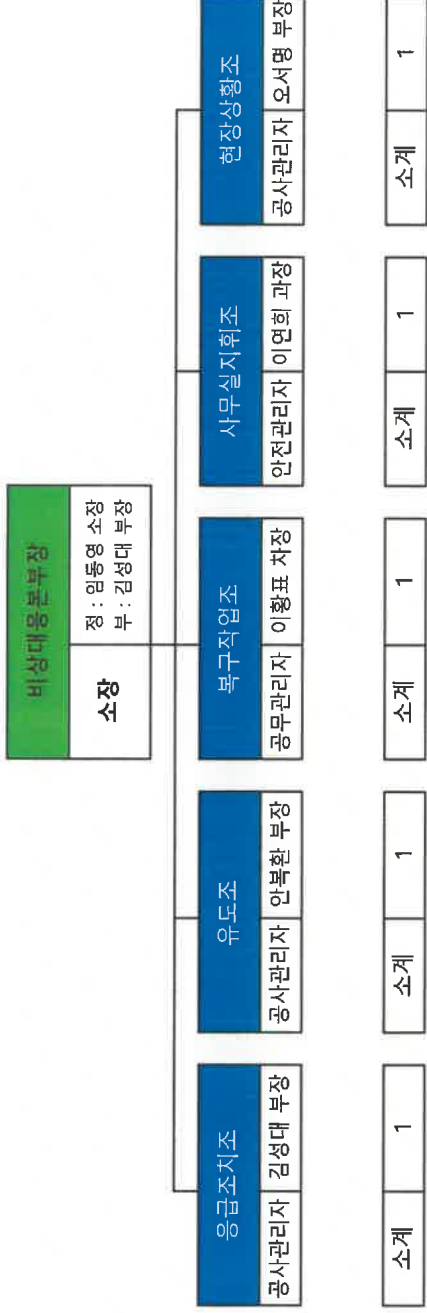 비상대응본부장
소장
정 : 임동영 소장
부 : 김성대 부장
응급조치조
공사관리자 김성대 부장
소계 1
유도조
공사관리자 안복환 부장
소계 1
복구작업조
공무관리자 이황표 차장
소계 1
사무실지휘조
안전관리자 이연희 과장
소계 1
현장상황조
공사관리자 오서명 부장
소계 1